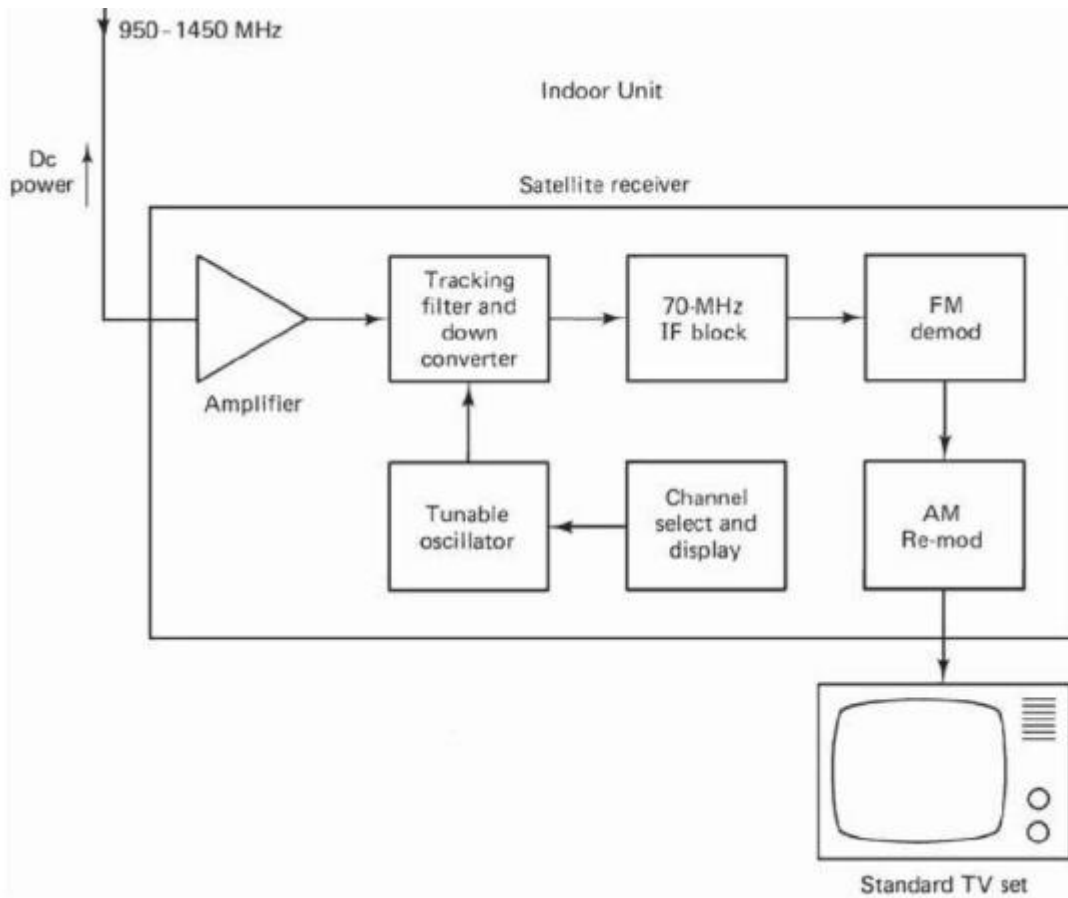 950-1450 MHz
Indoor Unit
Dc
power
Satellite receiver
Tracking
filter and
down
converter
70-MHz
IF block
FM
demod
Amplifier
Tunable
oscillator
Channel
select and
display
AM
Re-mod
Standard TV set